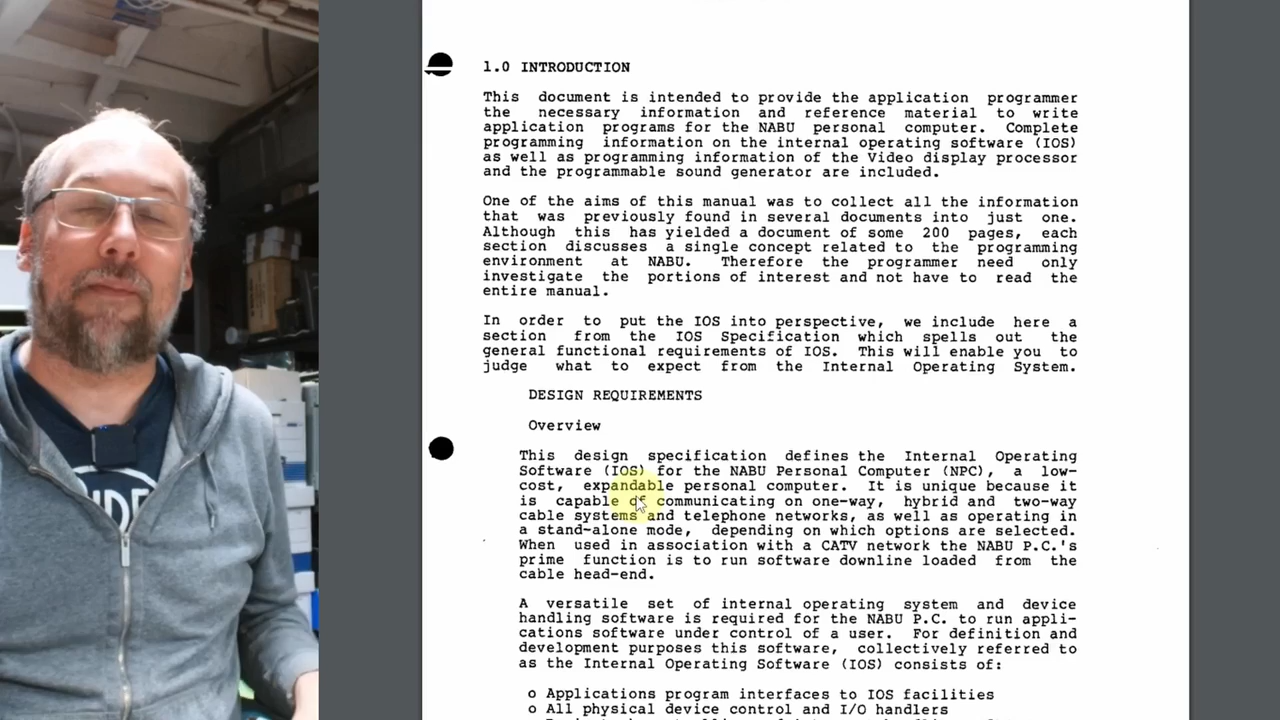 1.0 INTRODUCTION
This document is intended to provide the application programmer
the necessary information and reference material to write
application programs for the NABU personal computer. Complete
programming information on the internal operating software (IOS)
as well as programming information of the Video display processor
and the programmable sound generator are included.
One of the aims of this manual was to collect all the information
that was previously found in several documents into just one.
Although this has yielded a document of some 200 pages, each
section discusses a single concept related to the programming
environment at NABU. Therefore the programmer need only
investigate the portions of interest and not have to read the
entire manual.
In order to put the IOS into perspective, we include here a
section from the IOS Specification which spells out the
general functional requirements of IOS. This will enable you to
judge what to expect from the Internal Operating System.
DESIGN REQUIREMENTS
Overview
This design specification defines the Internal Operating
Software (IOS) for the NABU Personal Computer (NPC), a low-
cost, expandable personal computer. It is unique because it
is capable of communicating on one-way, hybrid and two-way
cable systems and telephone networks, as well as operating in
a stand-alone mode, depending on which options are selected.
When used in association with a CATV network the NABU P.C.'s
prime function is to run software downline loaded from the
cable head-end.
A versatile set of internal operating system and device
handling software is required for the NABU P.C. to run appli-
cations software under control of a user. For definition and
development purposes this software, collectively referred to
as the Internal Operating Software (IOS) consists of:
o Applications program interfaces to IOS facilities
o All physical device control and I/O handlers